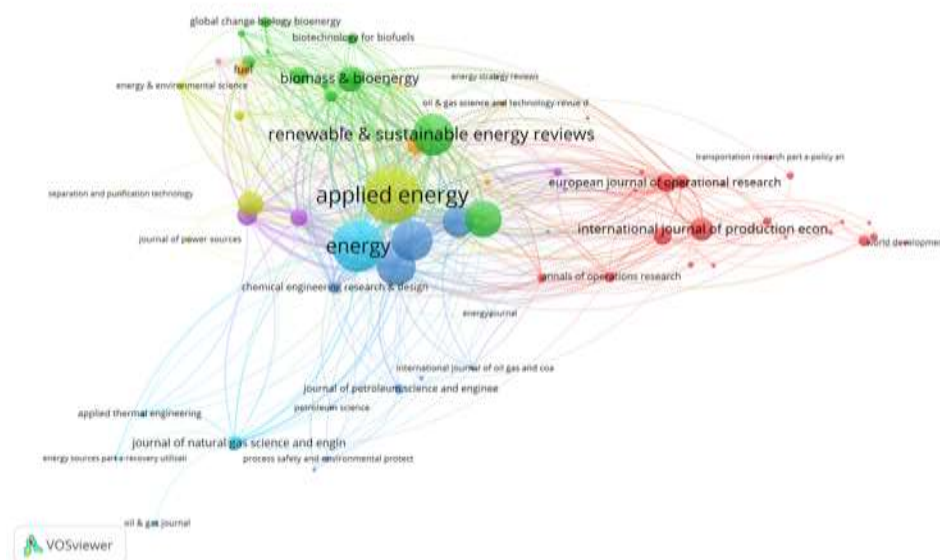 global change biology bioenergy
biotechnology for biofuels
fuel
biomass & bioenergy
energy strategy reviews
energy & environmental science
oil & gas science and technology-revue d
renewable & sustainable energy reviews
transportation research part a-policy an
european journal of operational research
separation and purification technology
applied energy
international journal of production econ.
journal of power sources
world developmen
energy
annals of operations research
chemical engineering research & design
energy journal
international journal of oil gas and coa
journal of petroleum science and enginee
petroleum science
applied thermal engineering
journal of natural gas science and engin
energy sources part a-recovery utilizati
process safety and environmental protect
oil & gas journal
VOSviewer